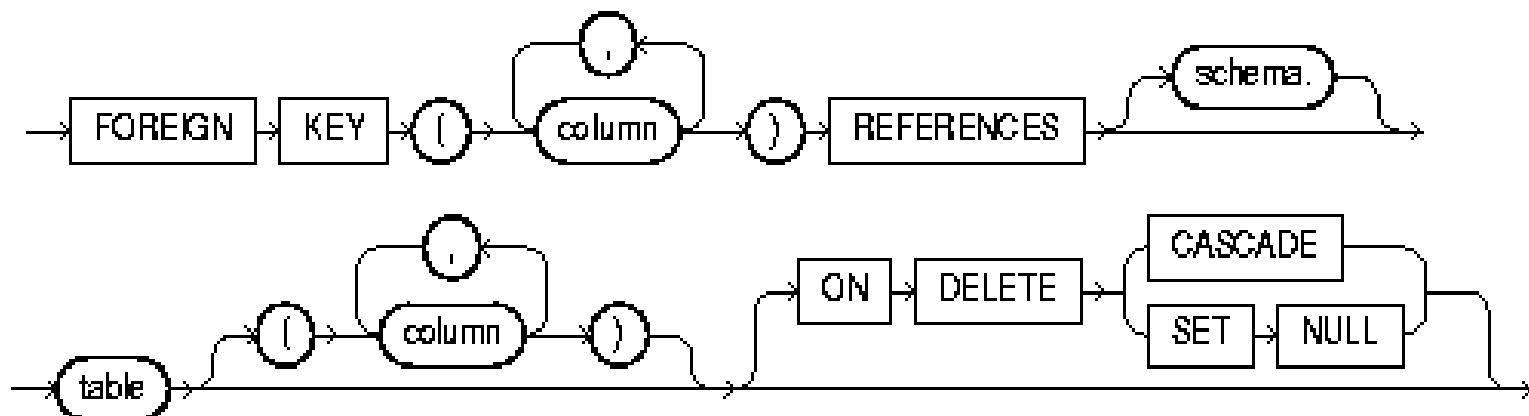 ,
schema.
FOREIGN KEY ( column ) REFERENCES
,
CASCADE
ON DELETE
( column )
SET NULL
table